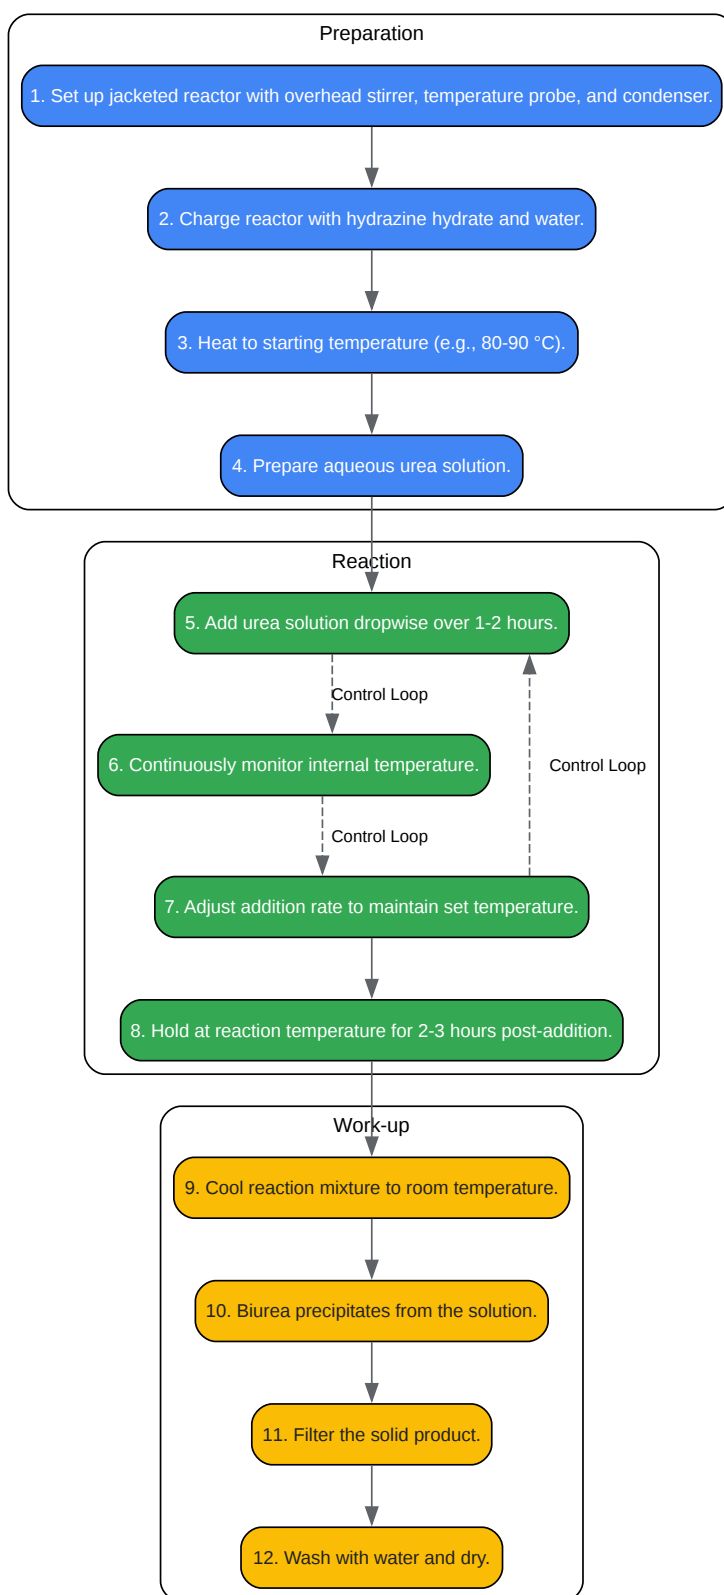 Preparation
1. Set up jacketed reactor with overhead stirrer, temperature probe, and condenser.
2. Charge reactor with hydrazine hydrate and water.
3. Heat to starting temperature (e.g., 80-90 °C).
4. Prepare aqueous urea solution.
Reaction
5. Add urea solution dropwise over 1-2 hours.
Control Loop
6. Continuously monitor internal temperature.
Control Loop
Control Loop
7. Adjust addition rate to maintain set temperature.
8. Hold at reaction temperature for 2-3 hours post-addition.
Work-up
9. Cool reaction mixture to room temperature.
10. Biurea precipitates from the solution.
11. Filter the solid product.
12. Wash with water and dry.